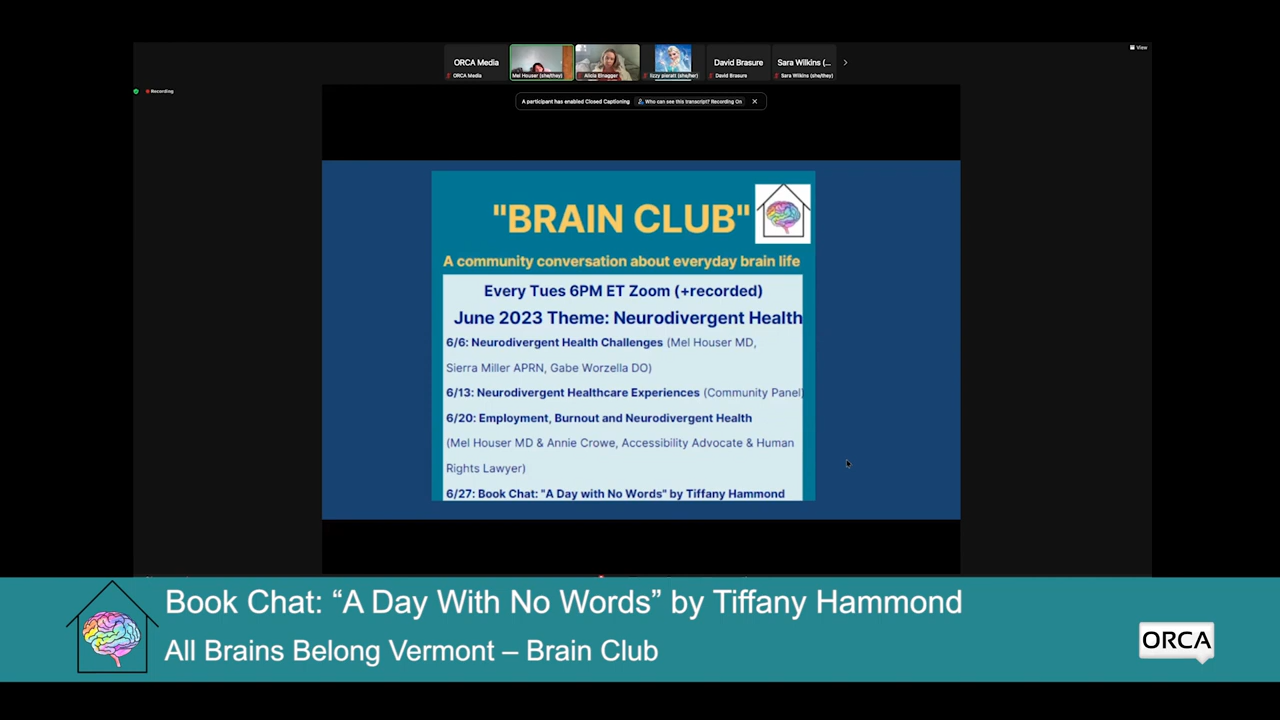 View
ORCA Media
David Brasure
Sara Wilkins (...
ORCA Media
Mel Houser (she/they)
Alicia Elnagger
lizzy pieratt (she/her)
David Brasure
Sara Wilkins (she/they)
Recording
A participant has enabled Closed Captioning
Who can see this transcript? Recording On
"BRAIN CLUB"
A community conversation about everyday brain life
Every Tues 6PM ET Zoom (+recorded)
June 2023 Theme: Neurodivergent Health
6/6: Neurodivergent Health Challenges (Mel Houser MD,
Sierra Miller APRN, Gabe Worzella DO)
6/13: Neurodivergent Healthcare Experiences (Community Panel)
6/20: Employment, Burnout and Neurodivergent Health
(Mel Houser MD & Annie Crowe, Accessibility Advocate & Human
Rights Lawyer)
6/27: Book Chat: "A Day with No Words" by Tiffany Hammond
Book Chat: “A Day With No Words” by Tiffany Hammond
All Brains Belong Vermont – Brain Club
ORCA